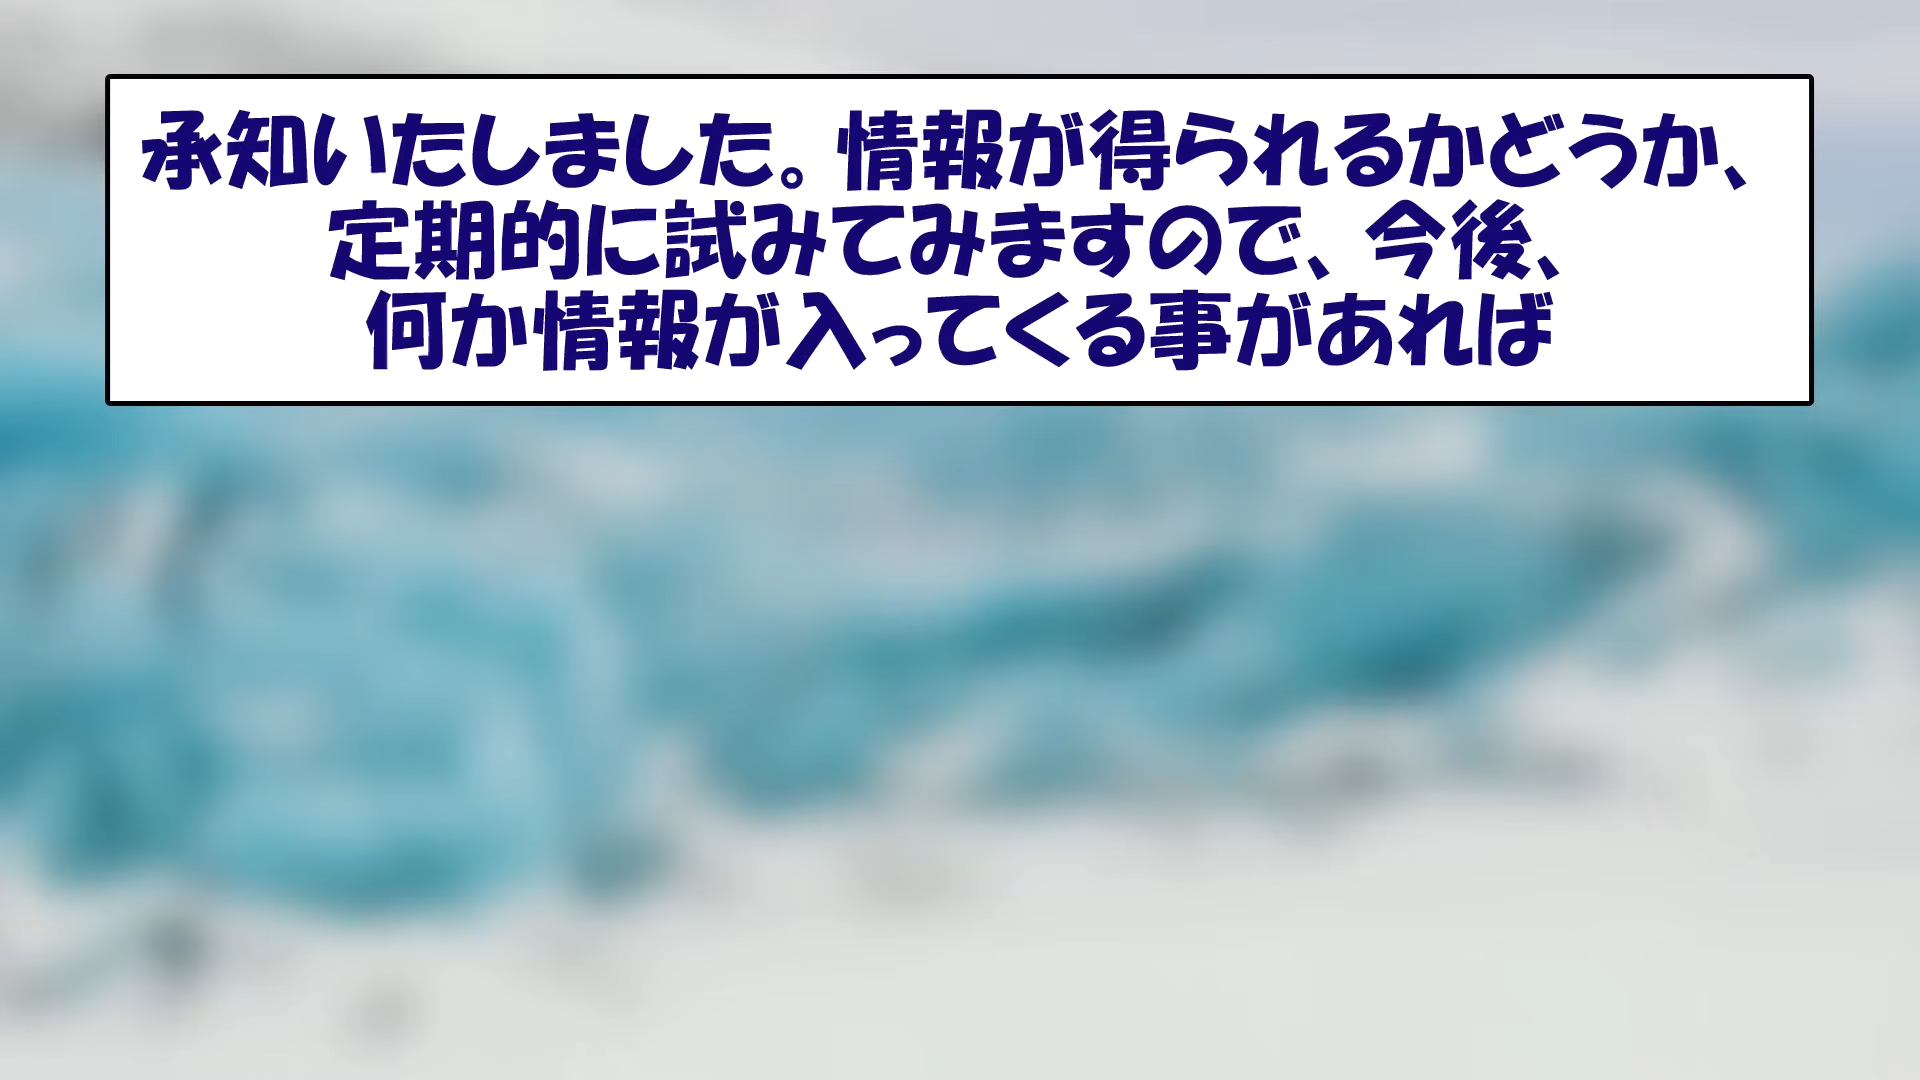 承知いたしました。情報が得られるかどうか、
定期的に試みてみますので、今後、
何か情報が入ってくる事があれば